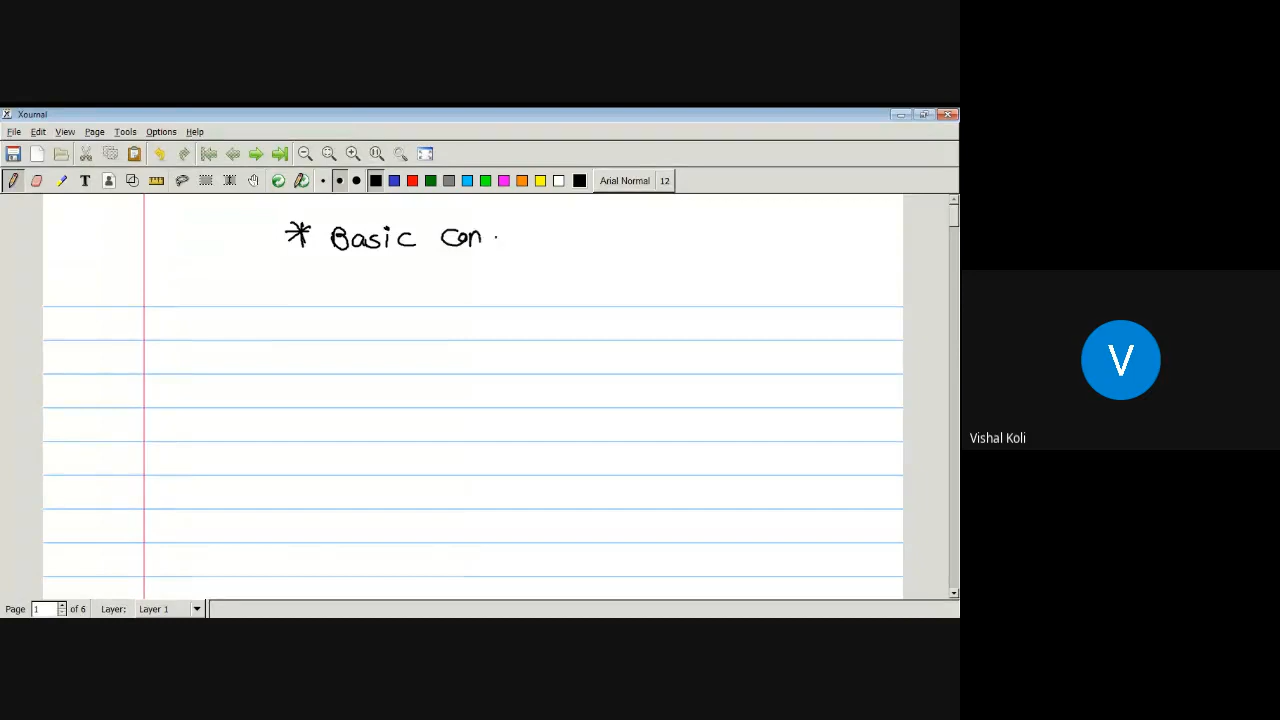 Xournal
File Edit View Page Tools Options Help
T Arial Normal 12
* Basic Con
V
Vishal Koli
Page 1 of 6 Layer: Layer 1